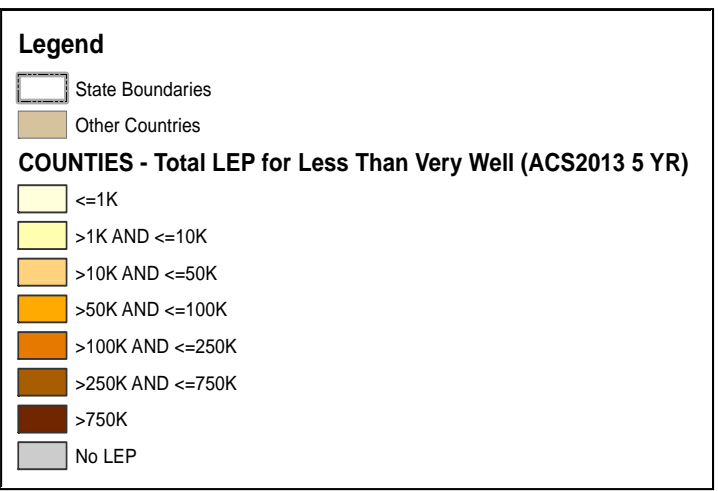 Legend
State Boundaries
Other Countries
COUNTIES - Total LEP for Less Than Very Well (ACS2013 5 YR)
<=1K
>1K AND <=10K
>10K AND <=50K
>50K AND <=100K
>100K AND <=250K
>250K AND <=750K
>750K
No LEP